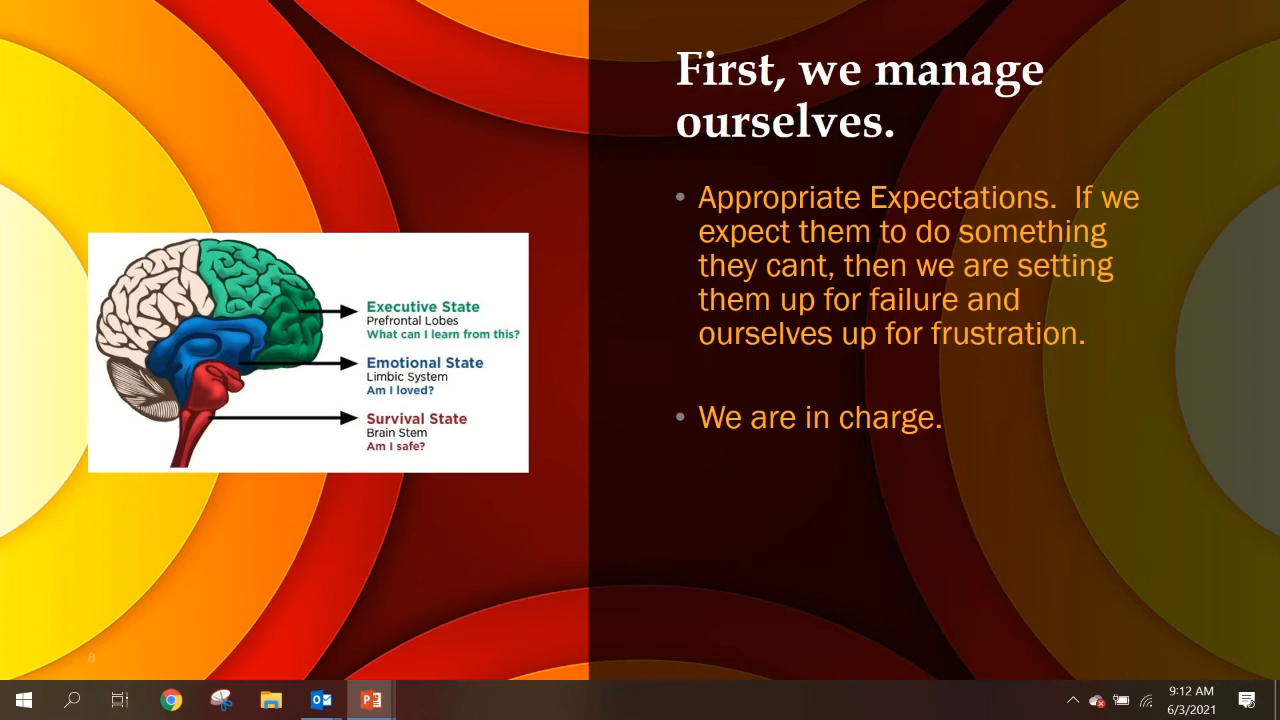 First, we manage
ourselves.
• Appropriate Expectations.  If we
expect them to do something
they cant, then we are setting
them up for failure and
ourselves up for frustration.
• We are in charge.
Executive State
Prefrontal Lobes
What can I learn from this?
Emotional State
Limbic System
Am I loved?
Survival State
Brain Stem
Am I safe?
8
9:12 AM
6/3/2021